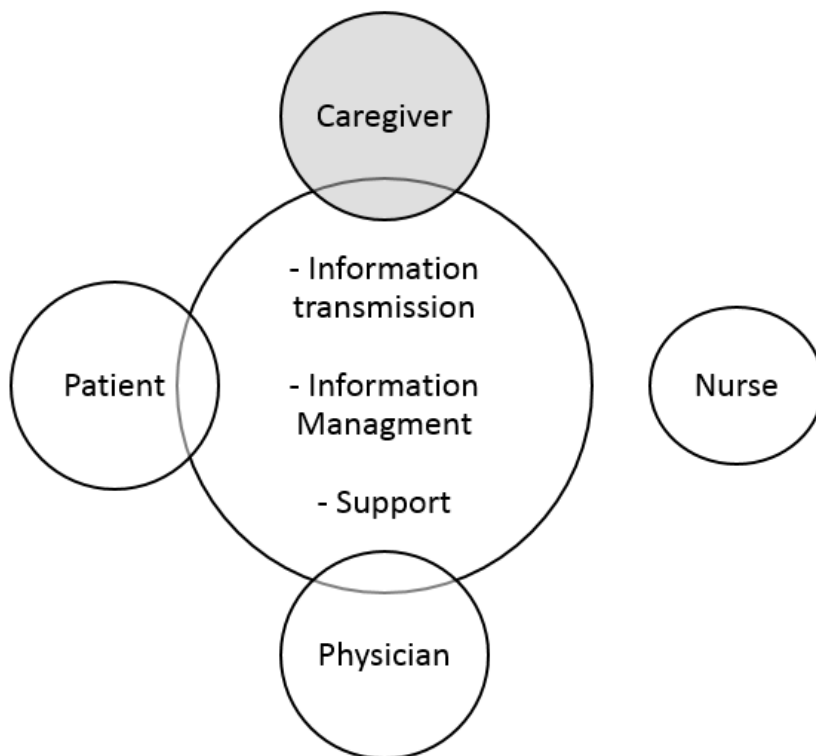 Caregiver
- Information
transmission
Patient
- Information
Managment
Nurse
- Support
Physician